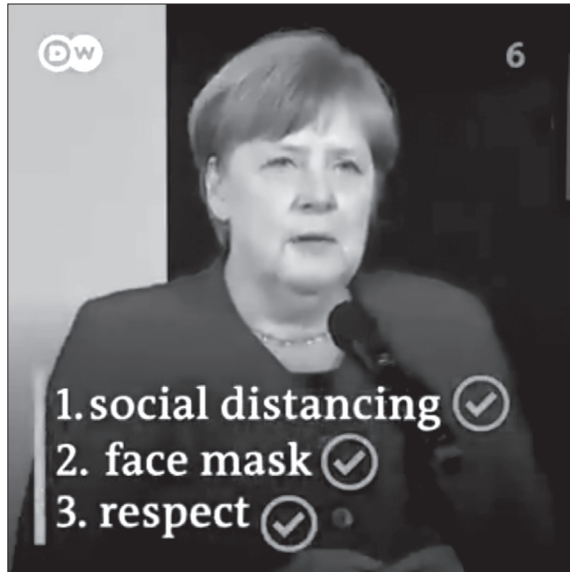 DW
6
1. social distancing
2. face mask
3. respect